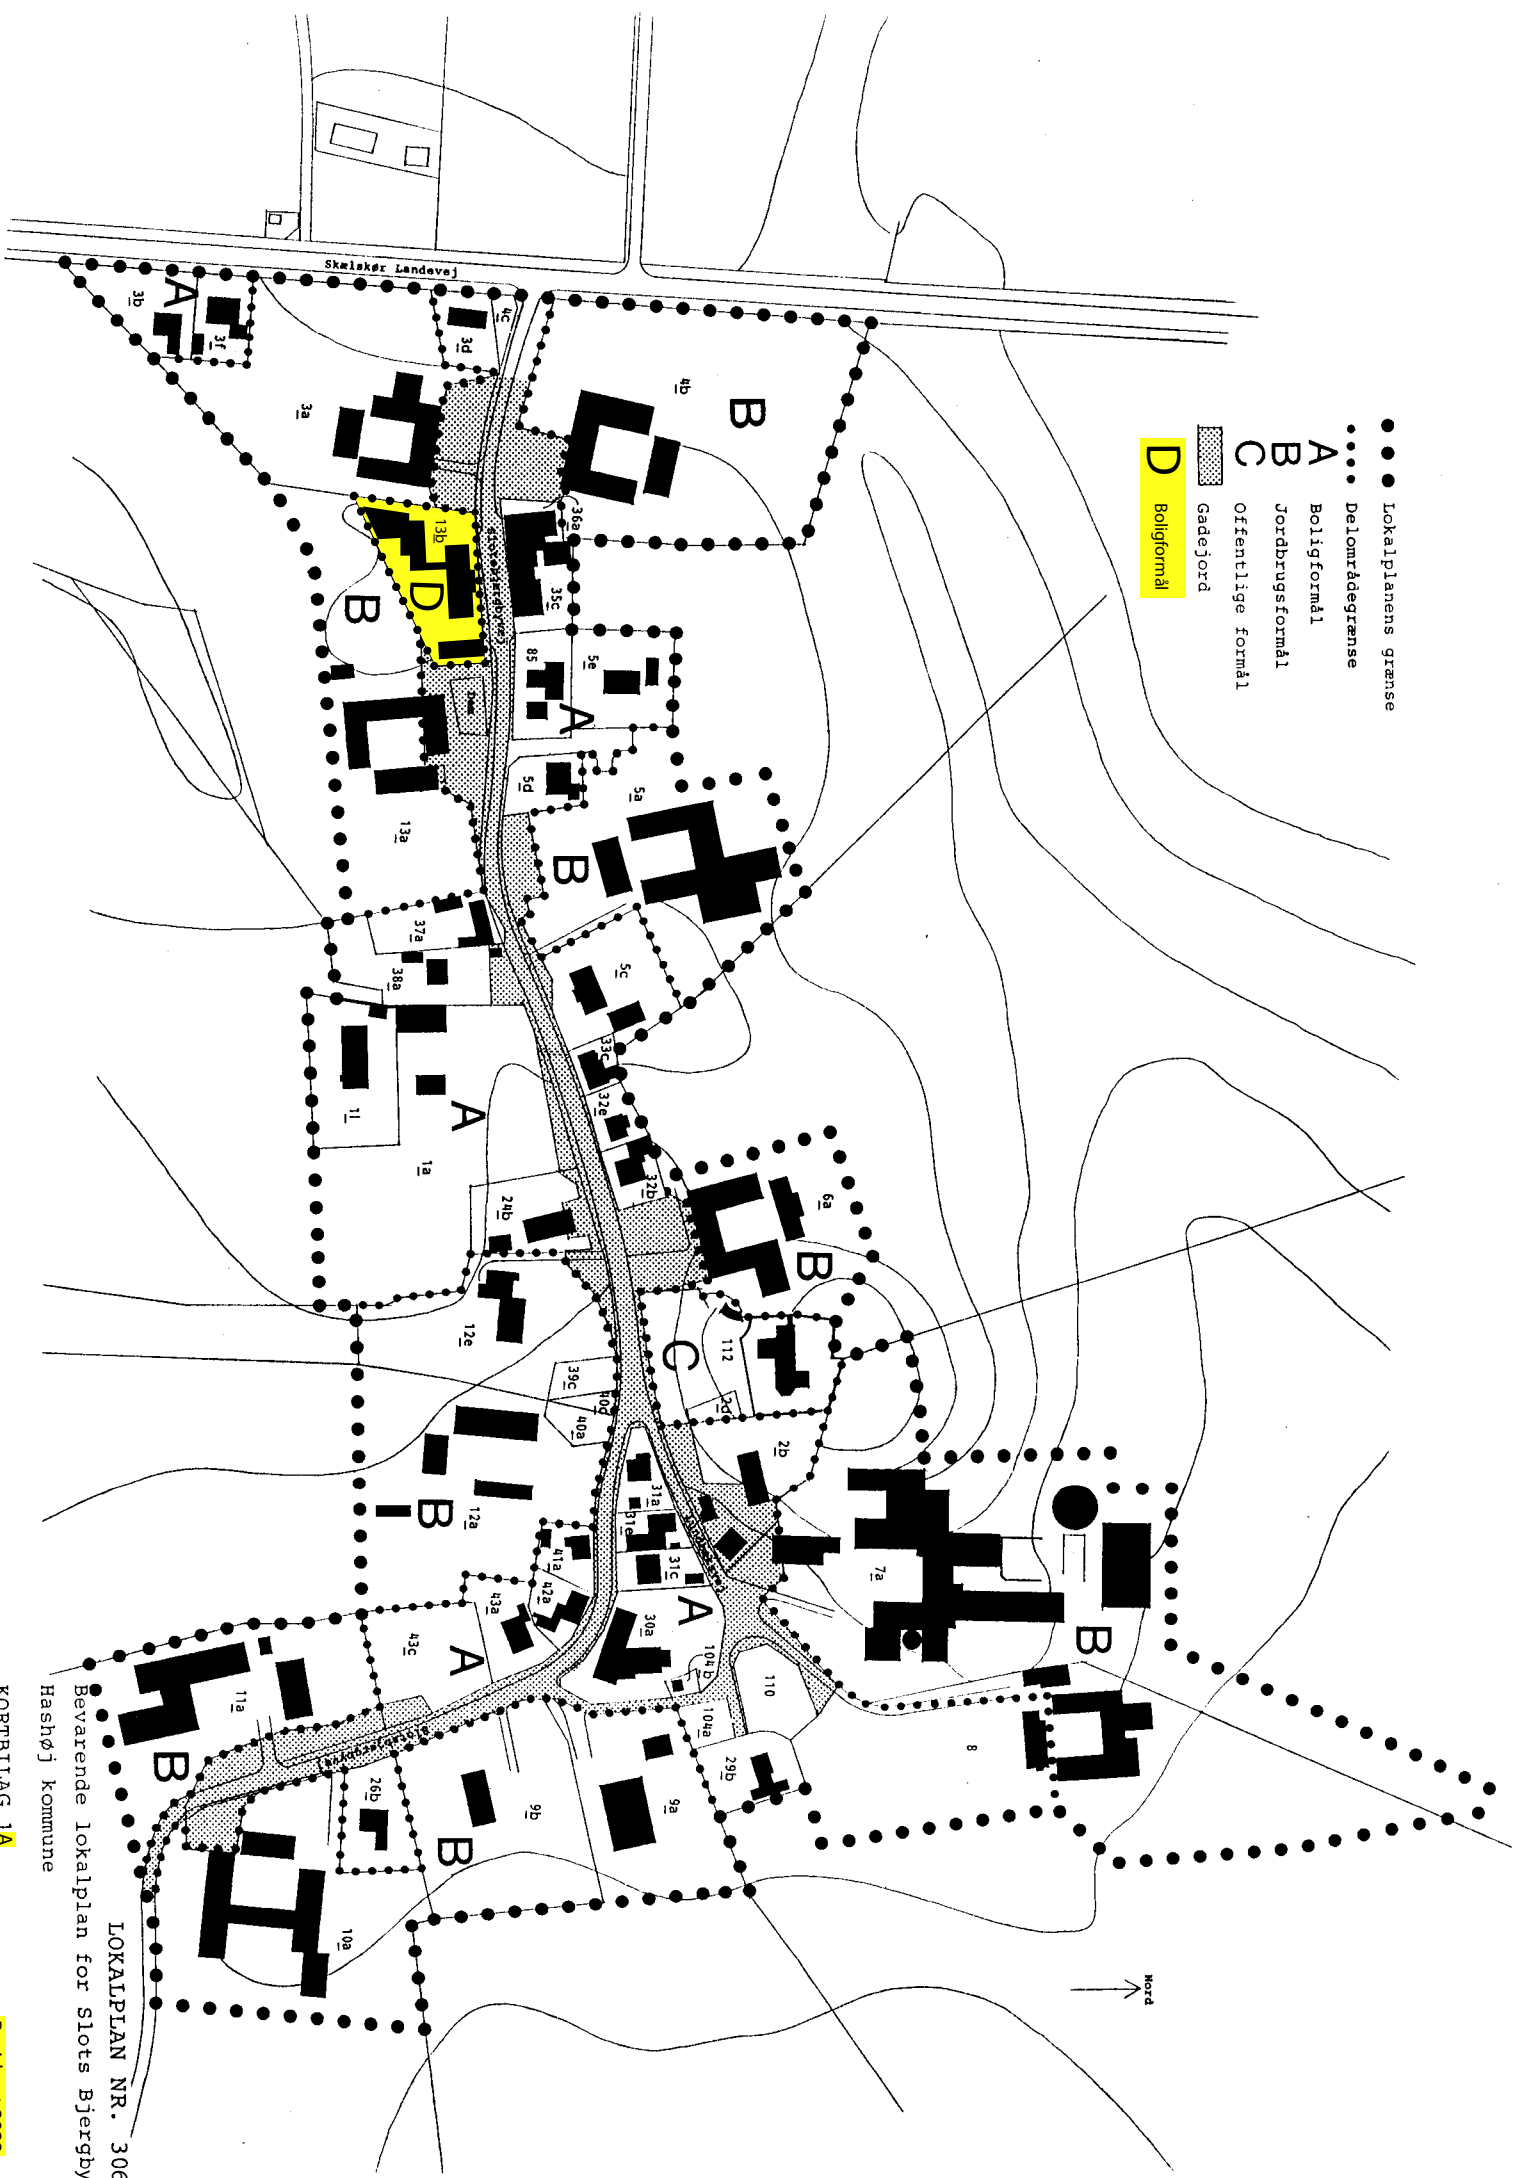 Lokalplanens grænse
Delområdegrænse
A Boligformål
B Jordbrugsformål
C Offentlige formål
Gadejord
D Boligformål
Skælskør Landevej
3b
A
3f
4c
3d
3a
4b
B
36a
35c
13b
D
B
85
5e
A
Dam
5d
5a
B
13a
37a
38a
5c
33c
32e
32b
1l
A
1a
24b
6a
B
12e
C
112
2d
39c
40d
40a
2b
31a
31e
31c
12a
B
41a
42a
43a
43c
A
A
30a
104b
110
104a
29b
7a
B
8
11a
B
26b
9b
B
9a
10a
Nord
LOKALPLAN NR. 306
Bevarende lokalplan for Slots Bjergby
Hashøj kommune
KORTBILAG 1A